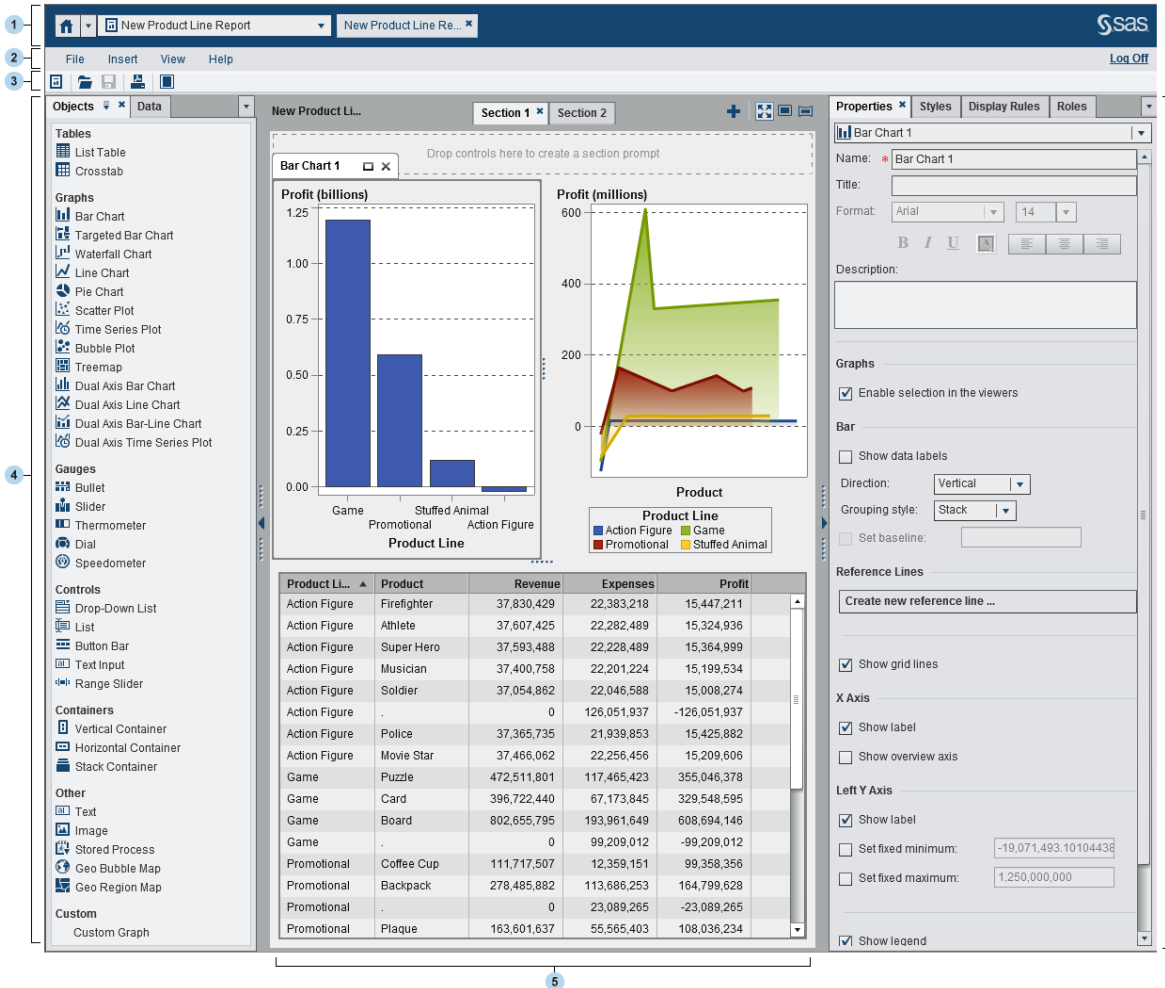 1
New Product Line Report
New Product Line Re...
sas
2
File Insert View Help
Log Off
3
4
Objects Data
Tables
List Table
Crosstab
Graphs
Bar Chart
Targeted Bar Chart
Waterfall Chart
Line Chart
Pie Chart
Scatter Plot
Time Series Plot
Bubble Plot
Treemap
Dual Axis Bar Chart
Dual Axis Line Chart
Dual Axis Bar-Line Chart
Dual Axis Time Series Plot
Gauges
Bullet
Slider
Thermometer
Dial
Speedometer
Controls
Drop-Down List
List
Button Bar
Text Input
Range Slider
Containers
Vertical Container
Horizontal Container
Stack Container
Other
Text
Image
Stored Process
Geo Bubble Map
Geo Region Map
Custom
Custom Graph
New Product Li...
Section 1 Section 2
Drop controls here to create a section prompt
Bar Chart 1
Profit (billions)
1.25
1.00
0.75
0.50
0.25
0.00
Game Stuffed Animal
Promotional Action Figure
Product Line
Profit (millions)
600
400
200
0
Product
Product Line
Action Figure Game
Promotional Stuffed Animal
Product Li... Product Revenue Expenses Profit
Action Figure Firefighter 37,830,429 22,383,218 15,447,211
Action Figure Athlete 37,607,425 22,282,489 15,324,936
Action Figure Super Hero 37,593,488 22,228,489 15,364,999
Action Figure Musician 37,400,758 22,201,224 15,199,534
Action Figure Soldier 37,054,862 22,046,588 15,008,274
Action Figure . 0 126,051,937 -126,051,937
Action Figure Police 37,365,735 21,939,853 15,425,882
Action Figure Movie Star 37,466,062 22,256,456 15,209,606
Game Puzzle 472,511,801 117,465,423 355,046,378
Game Card 396,722,440 67,173,845 329,548,595
Game Board 802,655,795 193,961,649 608,694,146
Game . 0 99,209,012 -99,209,012
Promotional Coffee Cup 111,717,507 12,359,151 99,358,356
Promotional Backpack 278,485,882 113,686,253 164,799,628
Promotional . 0 23,089,265 -23,089,265
Promotional Plaque 163,601,637 55,565,403 108,036,234
5
Properties Styles Display Rules Roles
Bar Chart 1
Name: * Bar Chart 1
Title:
Format: Arial 14
B I U A
Description:
Graphs
Enable selection in the viewers
Bar
Show data labels
Direction: Vertical
Grouping style: Stack
Set baseline:
Reference Lines
Create new reference line ...
Show grid lines
X Axis
Show label
Show overview axis
Left Y Axis
Show label
Set fixed minimum: -19,071,493.10104438
Set fixed maximum: 1,250,000,000
Show legend